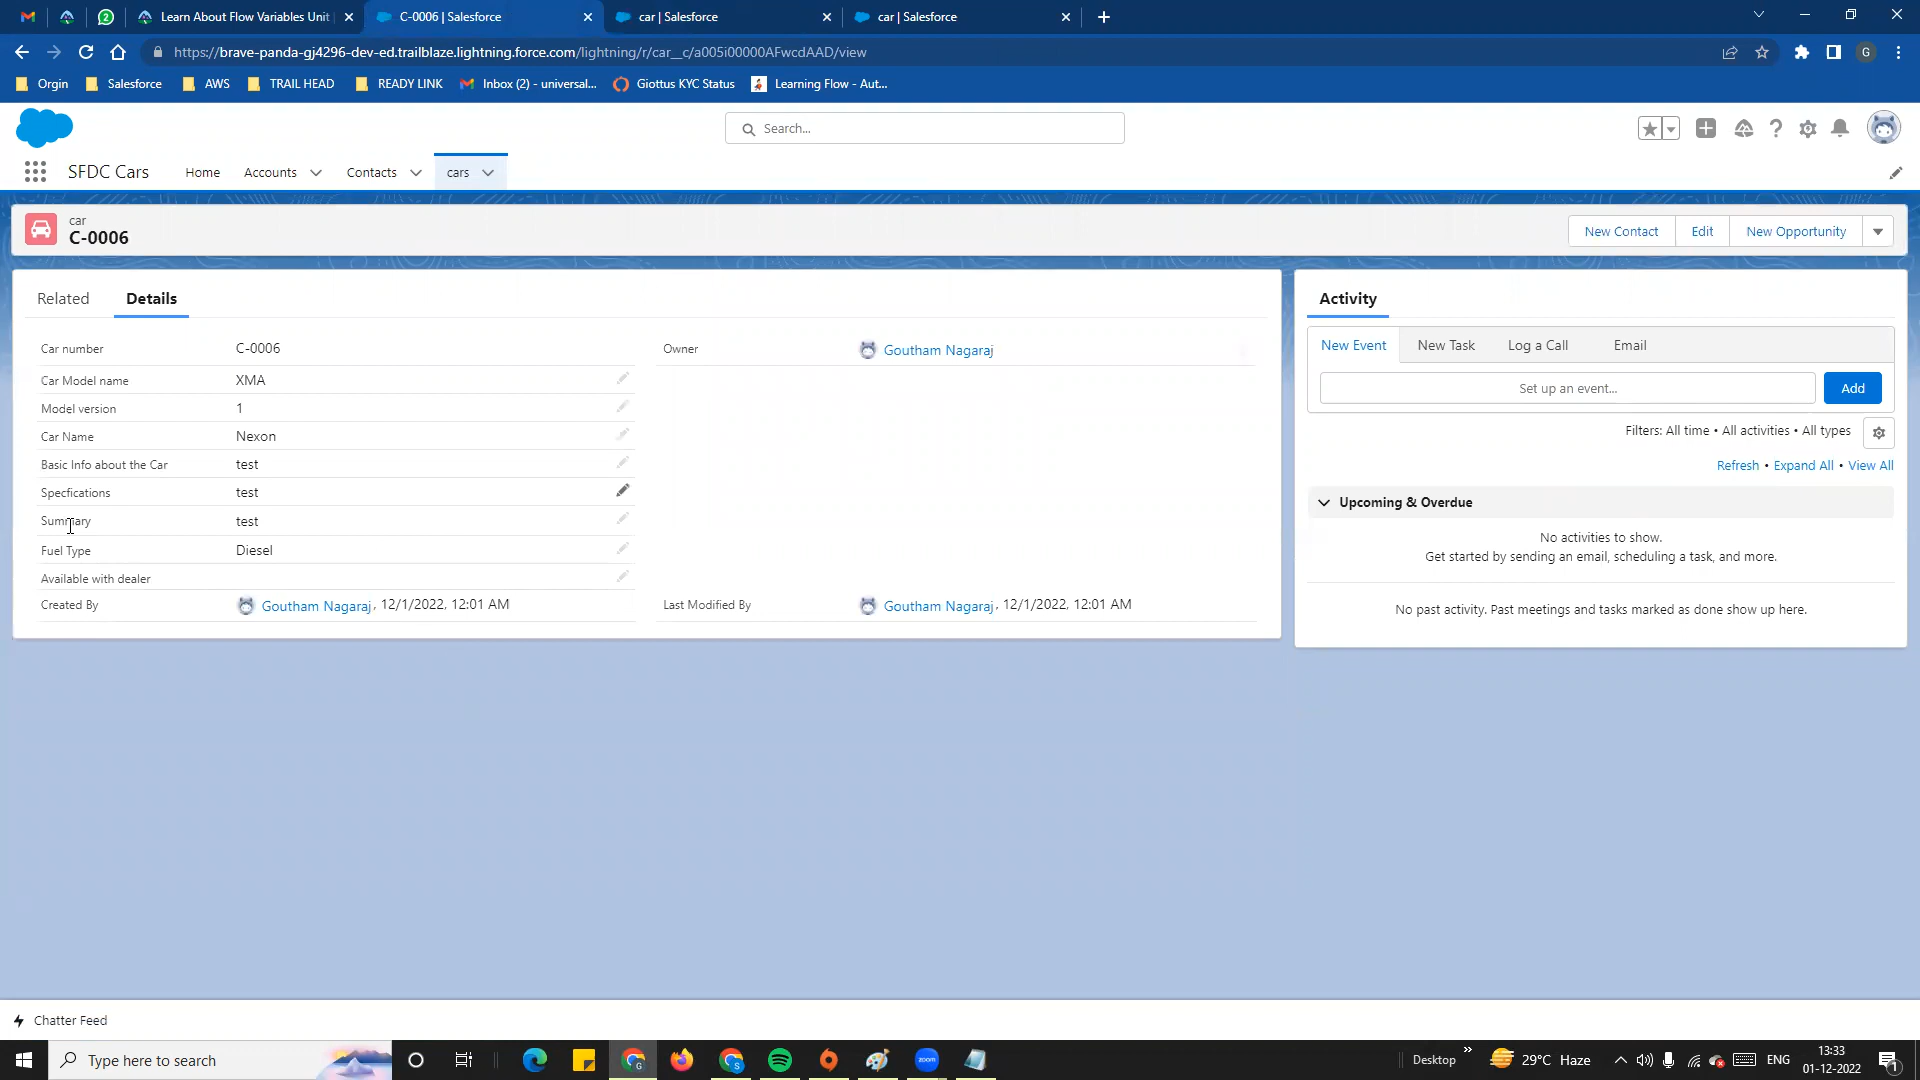 Learn About Flow Variables Unit
C-0006 | Salesforce
car | Salesforce
car | Salesforce
https://brave-panda-gj4296-dev-ed.trailblaze.lightning.force.com/lightning/r/car__c/a005i00000AFwcdAAD/view
G
Orgin
Salesforce
AWS
TRAIL HEAD
READY LINK
Inbox (2) - universal...
Giottus KYC Status
Learning Flow - Aut...
Search...
SFDC Cars
Home
Accounts
Contacts
cars
car
C-0006
New Contact
Edit
New Opportunity
Related
Details
Car number C-0006
Owner Goutham Nagaraj
Car Model name XMA
Model version 1
Car Name Nexon
Basic Info about the Car test
Specfications test
Summary test
Fuel Type Diesel
Available with dealer
Created By Goutham Nagaraj, 12/1/2022, 12:01 AM
Last Modified By Goutham Nagaraj, 12/1/2022, 12:01 AM
Activity
New Event
New Task
Log a Call
Email
Set up an event...
Add
Filters: All time • All activities • All types
Refresh • Expand All • View All
Upcoming & Overdue
No activities to show.
Get started by sending an email, scheduling a task, and more.
No past activity. Past meetings and tasks marked as done show up here.
Chatter Feed
Type here to search
zoom
Desktop
29°C Haze
ENG
13:33
01-12-2022
1